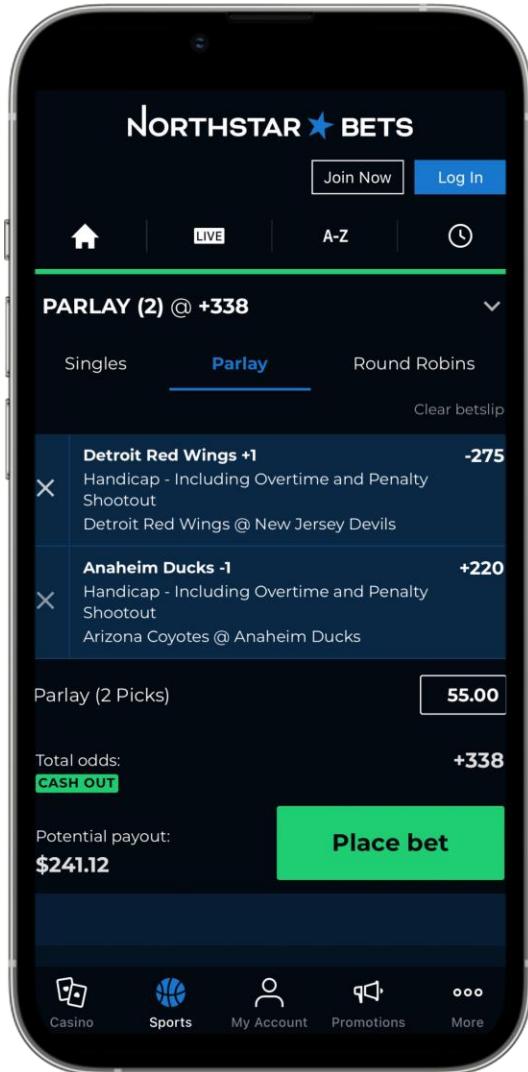 NORTHSTAR BETS
Join Now
Log In
LIVE
A-Z
PARLAY (2) @ +338
Singles
Parlay
Round Robins
Clear betslip
Detroit Red Wings +1
-275
Handicap - Including Overtime and Penalty
Shootout
Detroit Red Wings @ New Jersey Devils
Anaheim Ducks -1
+220
Handicap - Including Overtime and Penalty
Shootout
Arizona Coyotes @ Anaheim Ducks
Parlay (2 Picks)
55.00
Total odds:
+338
CASH OUT
Potential payout:
$241.12
Place bet
Casino
Sports
My Account
Promotions
More